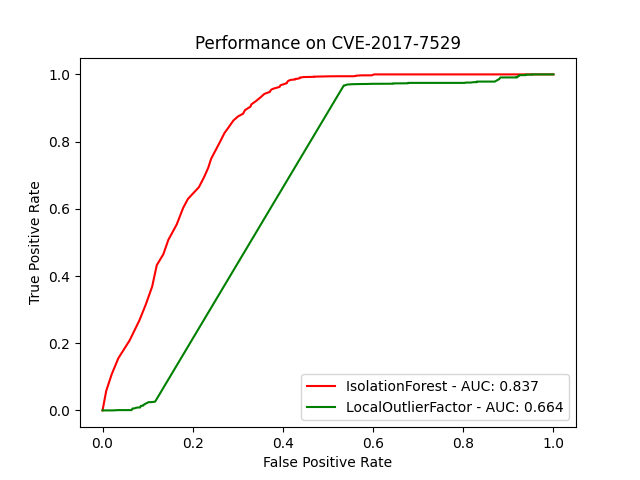 Performance on CVE-2017-7529
True Positive Rate
1.0
0.8
0.6
0.4
0.2
0.0
IsolationForest - AUC: 0.837
LocalOutlierFactor - AUC: 0.664
0.0 0.2 0.4 0.6 0.8 1.0
False Positive Rate